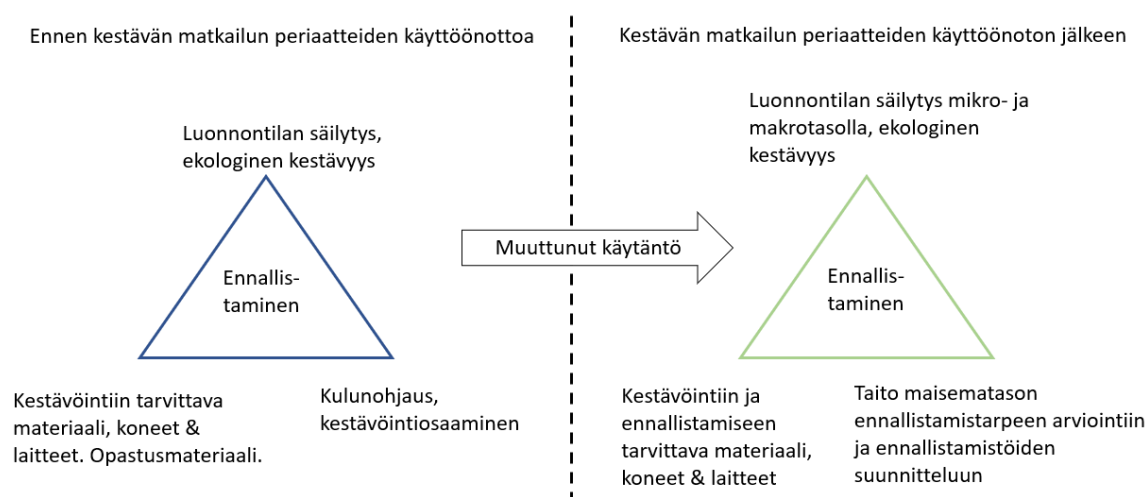 Ennen kestävän matkailun periaatteiden käyttöönottoa
Luonnontilan säilytys,
ekologinen kestävyys
Ennallis-
taminen
Kestävöintiin tarvittava
materiaali, koneet &
laitteet. Opastusmateriaali.
Kulunohjaus,
kestävöintiosaaminen
Muuttunut käytäntö
Kestävän matkailun periaatteiden käyttöönoton jälkeen
Luonnontilan säilytys mikro- ja
makrotasolla, ekologinen
kestävyys
Ennallis-
taminen
Kestävöintiin ja
ennallistamiseen
tarvittava materiaali,
koneet & laitteet
Taito maisematason
ennallistamistarpeen arviointiin
ja ennallistamistöiden
suunnitteluun